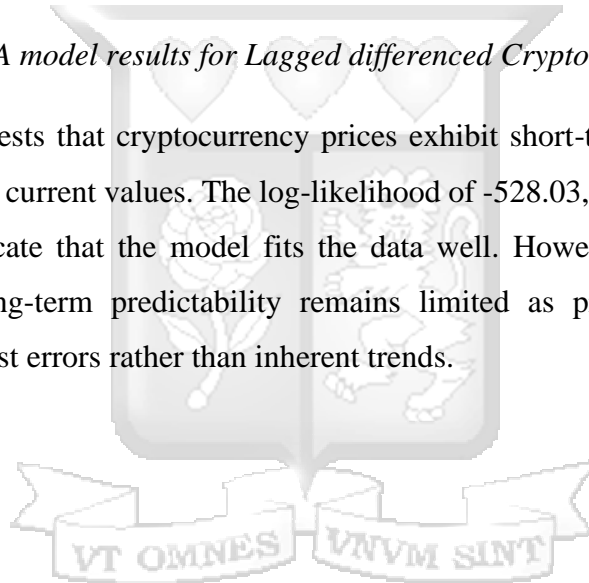 A model results for Lagged differenced Crypto
ests that cryptocurrency prices exhibit short-t
current values. The log-likelihood of -528.03,
cate that the model fits the data well. Howe
ng-term predictability remains limited as p
st errors rather than inherent trends.
VT OMNES VNVM SINT